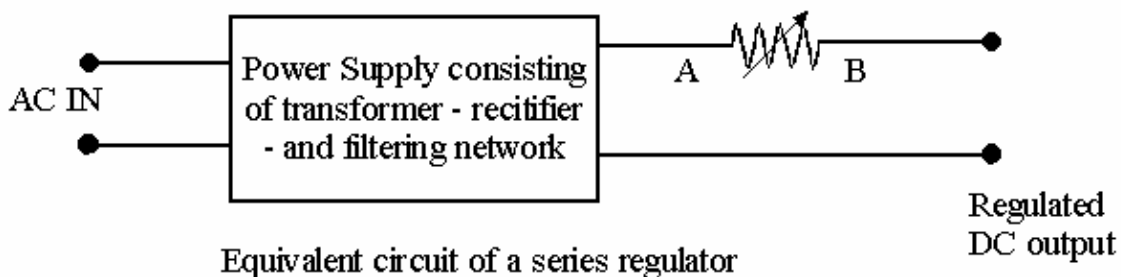 AC IN
Power Supply consisting
of transformer - recitifier
- and filtering network
A
B
Regulated
DC output
Equivalent circuit of a series regulator